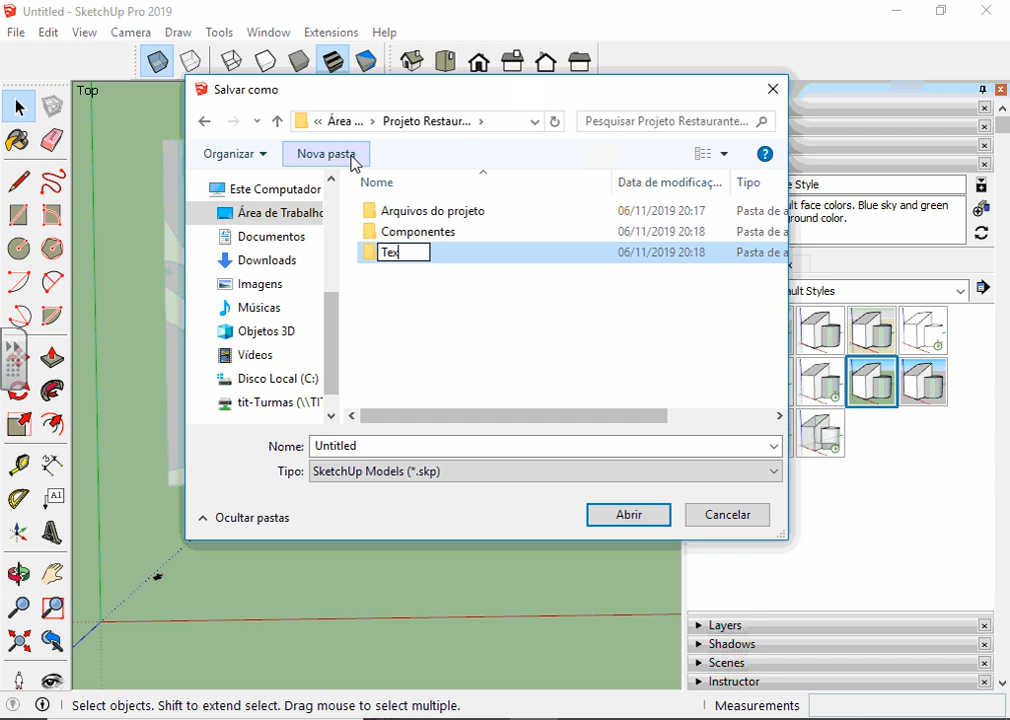 Untitled - SketchUp Pro 2019
File Edit View Camera Draw Tools Window Extensions Help
Top
Salvar como
« Área ... › Projeto Restaur... ›
Pesquisar Projeto Restaurante...
Organizar
Nova pasta
Nome
Data de modificaç...
Tipo
Este Computador
Área de Trabalho
Documentos
Downloads
Imagens
Músicas
Objetos 3D
Vídeos
Disco Local (C:)
tit-Turmas (\\TIT
Arquivos do projeto 06/11/2019 20:17 Pasta de a
Componentes 06/11/2019 20:18 Pasta de a
Tex 06/11/2019 20:18 Pasta de a
Nome: Untitled
Tipo: SketchUp Models (*.skp)
Ocultar pastas
Abrir
Cancelar
e Style
ult face colors. Blue sky and green
round color.
ault Styles
A1
Layers
Shadows
Scenes
Instructor
Select objects. Shift to extend select. Drag mouse to select multiple.
Measurements